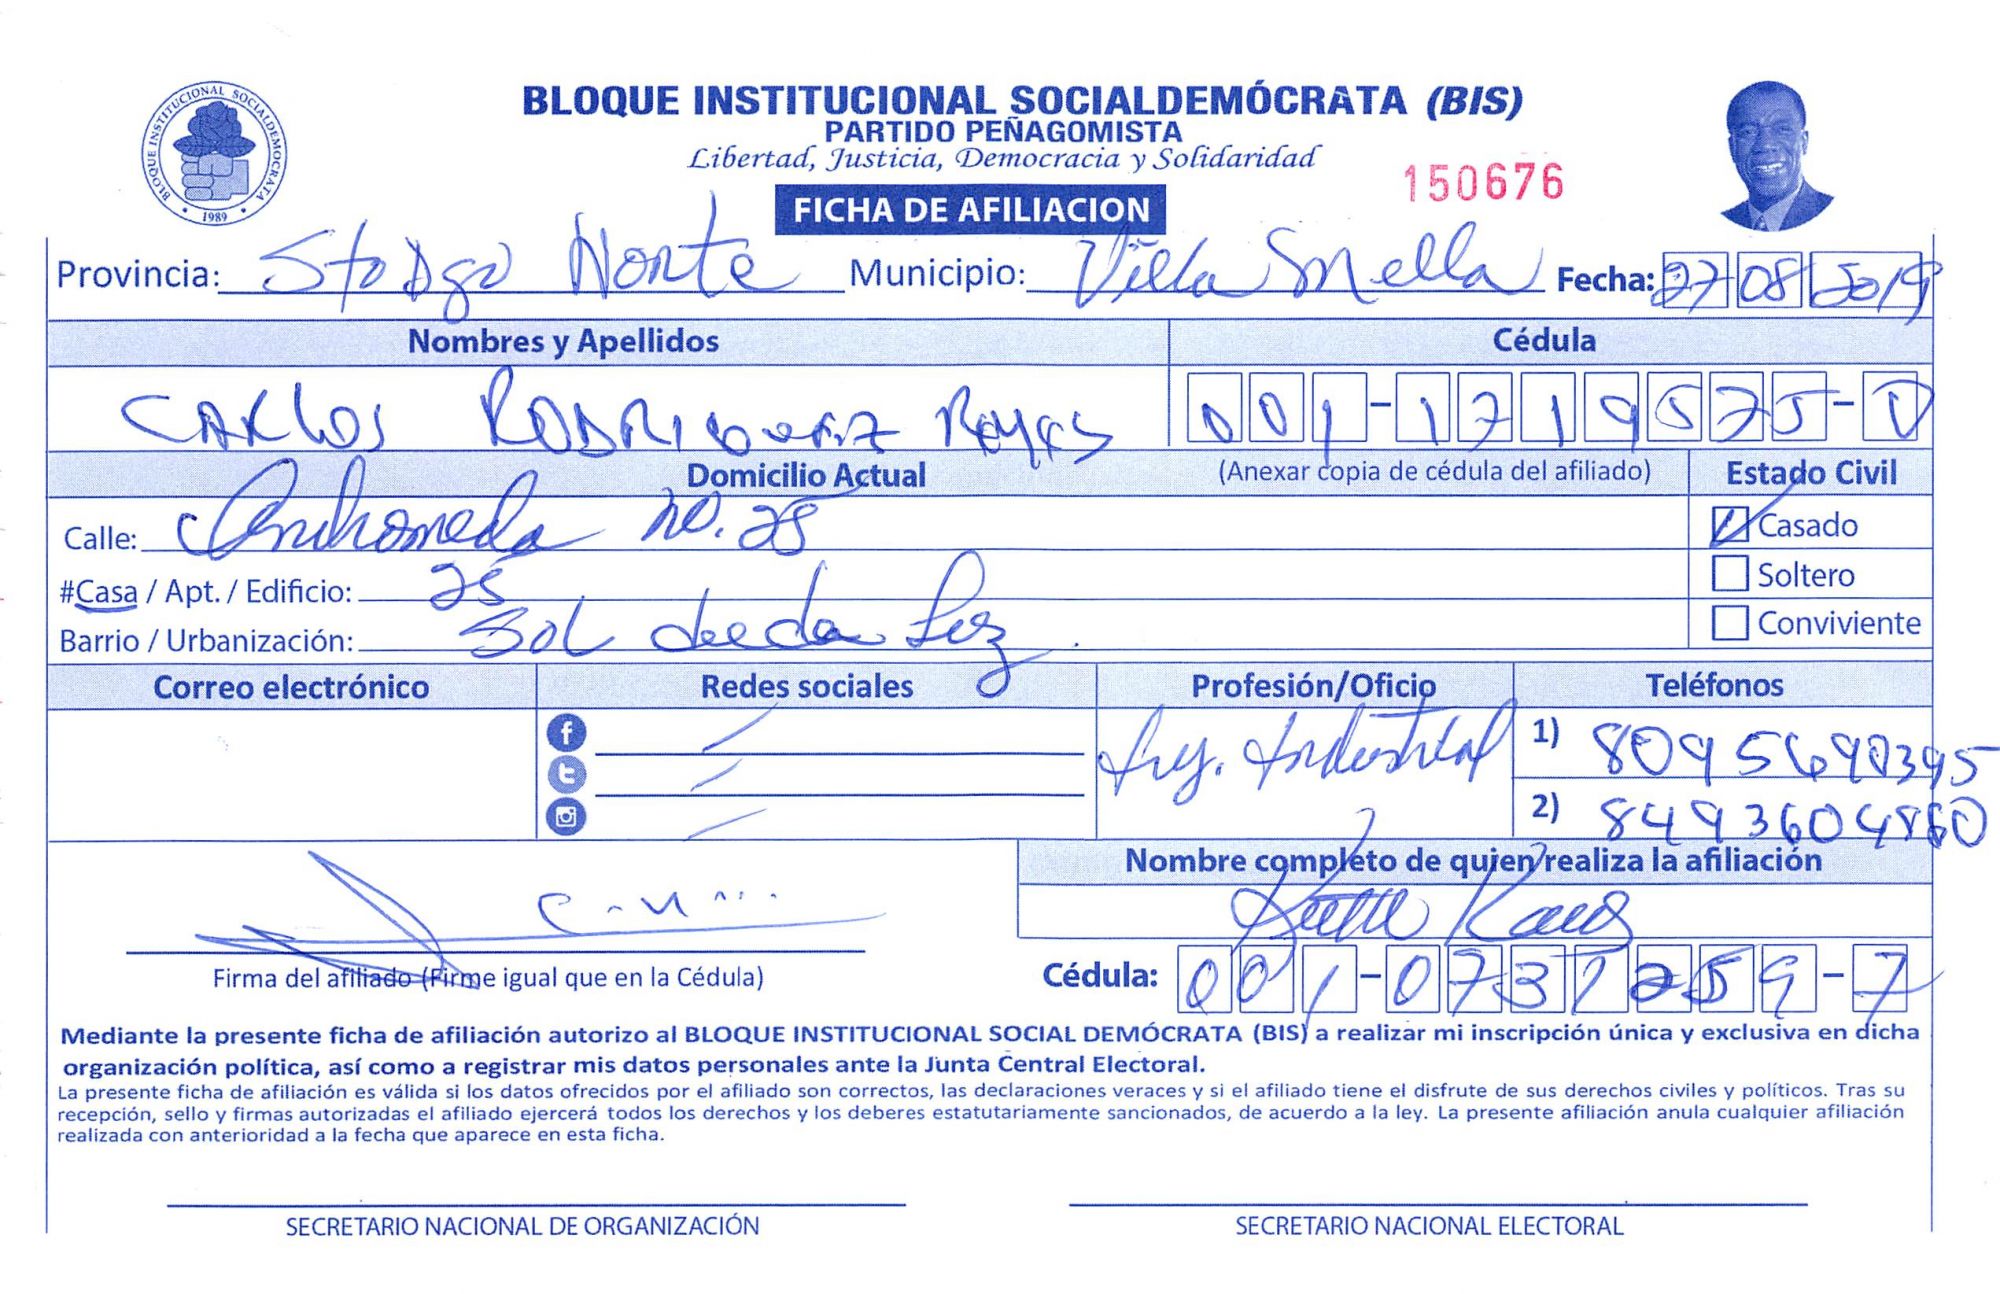 BLOQUE INSTITUCIONAL SOCIALDEMÓCRATA (BIS)
PARTIDO PEÑAGOMISTA
Libertad, Justicia, Democracia y Solidaridad
150676
BLOQUE INSTITUCIONAL SOCIALDEMOCRATA
1989
FICHA DE AFILIACION
Provincia: Sto Dgo Norte Municipio: Villa Mella Fecha: 27 08 2019
Nombres y Apellidos Cédula
CARLOS RODRIGUEZ 001-1719575-0
Domicilio Actual (Anexar copia de cédula del afiliado) Estado Civil
Calle: Andromeda No. 25 Casado
#Casa / Apt. / Edificio: 25 Soltero
Barrio / Urbanización: Sol de la Luz Conviviente
Correo electrónico Redes sociales Profesión/Oficio Teléfonos
Ing. Industrial 1) 8095690395
2) 8493604860
Nombre completo de quien realiza la afiliación
Firma del afiliado (Firme igual que en la Cédula) Cédula: 001-0731259-7
Mediante la presente ficha de afiliación autorizo al BLOQUE INSTITUCIONAL SOCIAL DEMÓCRATA (BIS) a realizar mi inscripción única y exclusiva en dicha
organización política, así como a registrar mis datos personales ante la Junta Central Electoral.
La presente ficha de afiliación es válida si los datos ofrecidos por el afiliado son correctos, las declaraciones veraces y si el afiliado tiene el disfrute de sus derechos civiles y políticos. Tras su
recepción, sello y firmas autorizadas el afiliado ejercerá todos los derechos y los deberes estatutariamente sancionados, de acuerdo a la ley. La presente afiliación anula cualquier afiliación
realizada con anterioridad a la fecha que aparece en esta ficha.
SECRETARIO NACIONAL DE ORGANIZACIÓN SECRETARIO NACIONAL ELECTORAL